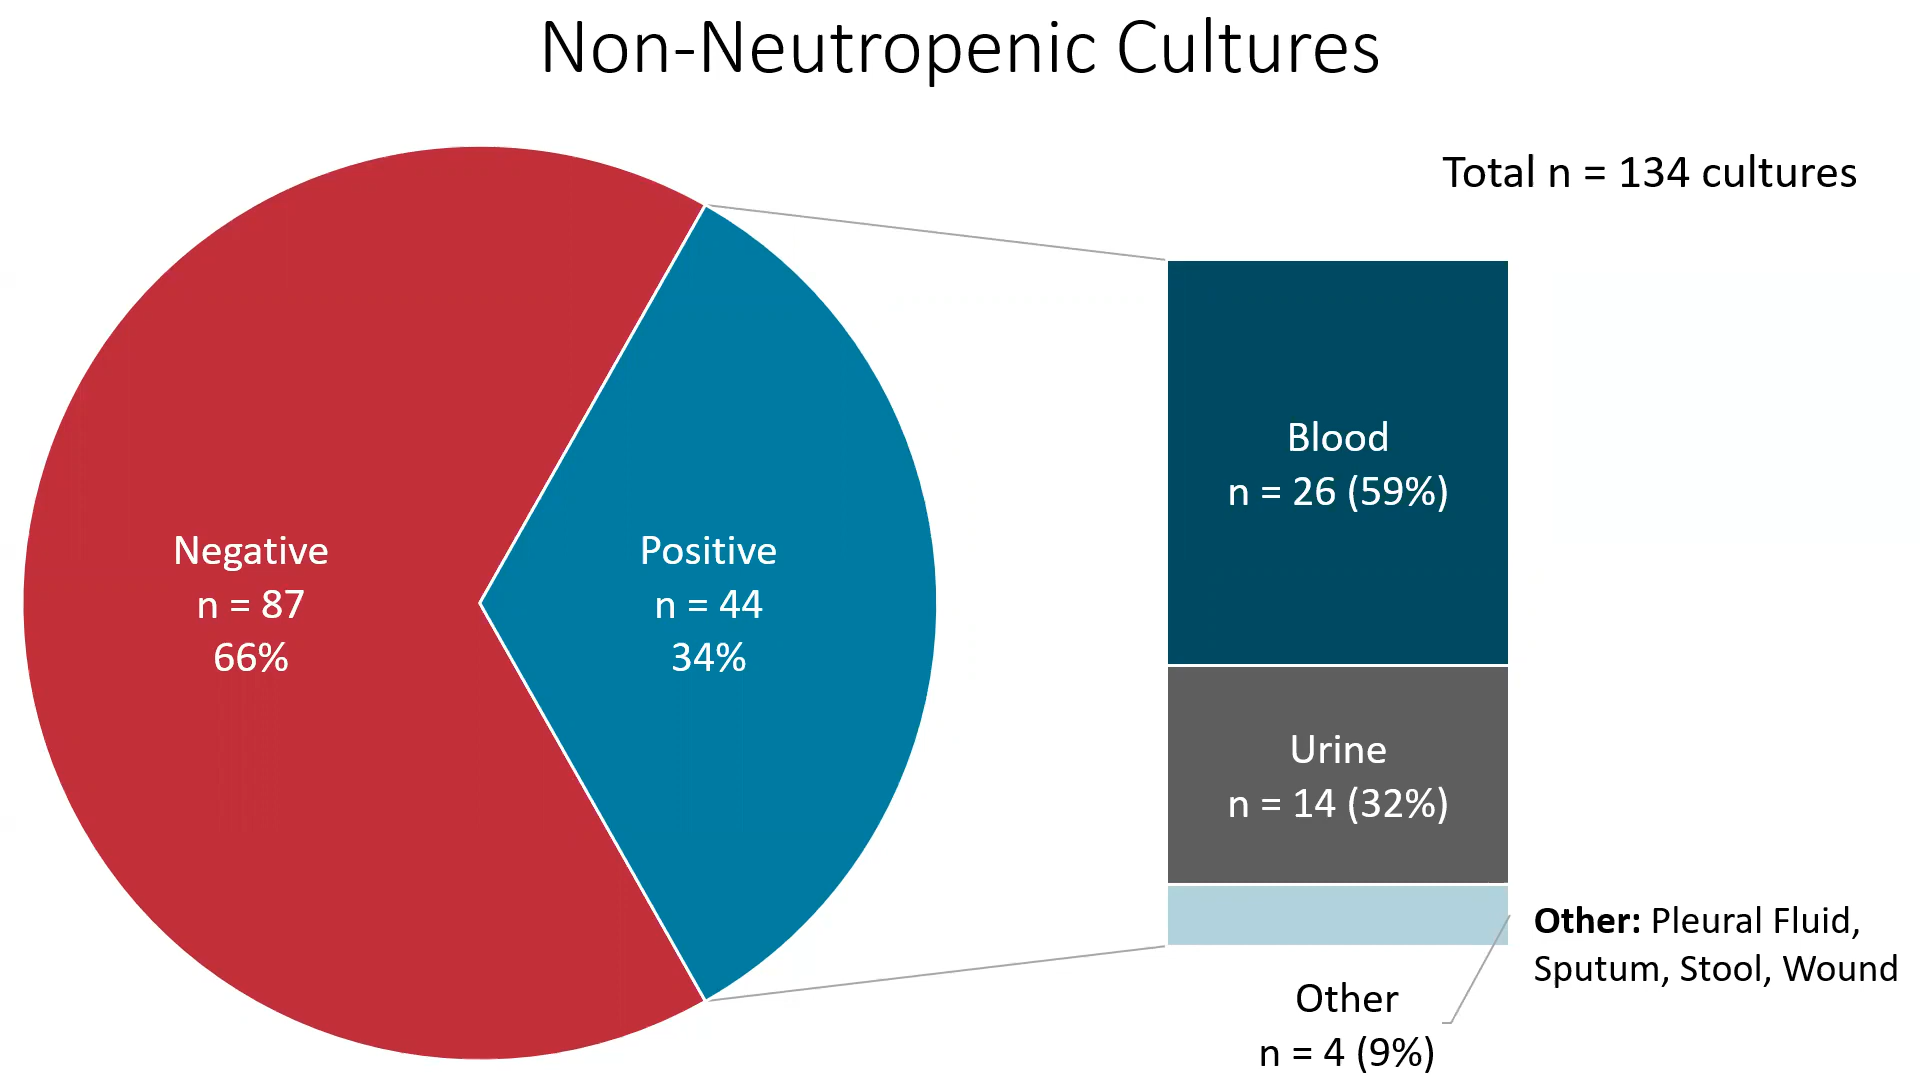 Non-Neutropenic Cultures
Total n = 134 cultures
Negative
n = 87
66%
Positive
n = 44
34%
Blood
n = 26 (59%)
Urine
n = 14 (32%)
Other: Pleural Fluid,
Sputum, Stool, Wound
Other
n = 4 (9%)